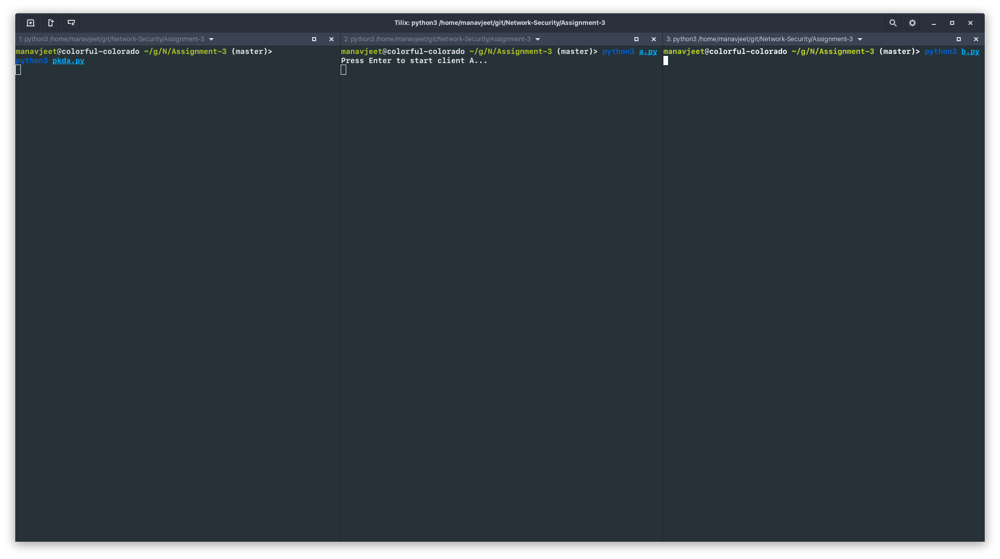 Tilix: python3 /home/manavjeet/git/Network-Security/Assignment-3
1: python3 /home/manavjeet/git/Network-Security/Assignment-3
manavjeet@colorful-colorado ~/g/N/Assignment-3 (master)>
python3 pkda.py
2: python3 /home/manavjeet/git/Network-Security/Assignment-3
manavjeet@colorful-colorado ~/g/N/Assignment-3 (master)> python3 a.py
Press Enter to start client A...
3: python3 /home/manavjeet/git/Network-Security/Assignment-3
manavjeet@colorful-colorado ~/g/N/Assignment-3 (master)> python3 b.py